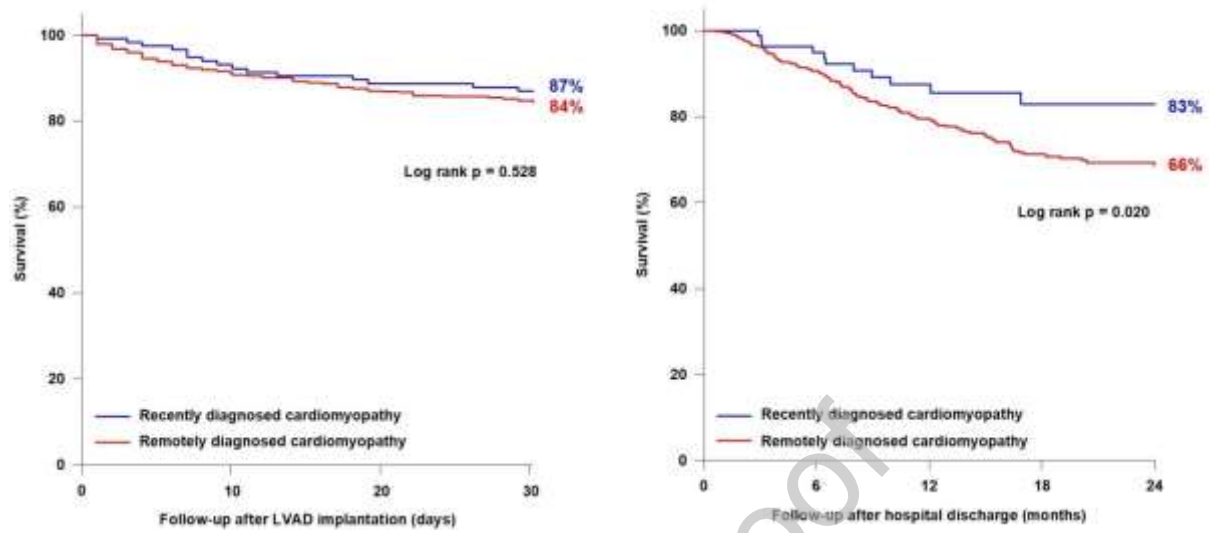 100
80
60
40
20
0
Survival (%)
87%
84%
Log rank p = 0.528
Recently diagnosed cardiomyopathy
Remotely diagnosed cardiomyopathy
0 10 20 30
Follow-up after LVAD implantation (days)
100
80
60
40
20
0
Survival (%)
83%
66%
Log rank p = 0.020
Recently diagnosed cardiomyopathy
Remotely diagnosed cardiomyopathy
0 6 12 18 24
Follow-up after hospital discharge (months)
oof